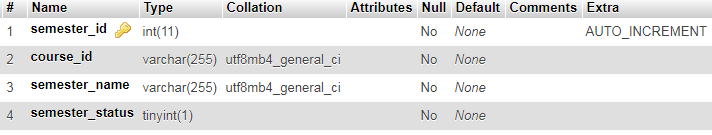 # Name Type Collation Attributes Null Default Comments Extra
1 semester_id int(11) No None AUTO_INCREMENT
2 course_id varchar(255) utf8mb4_general_ci No None
3 semester_name varchar(255) utf8mb4_general_ci No None
4 semester_status tinyint(1) No None